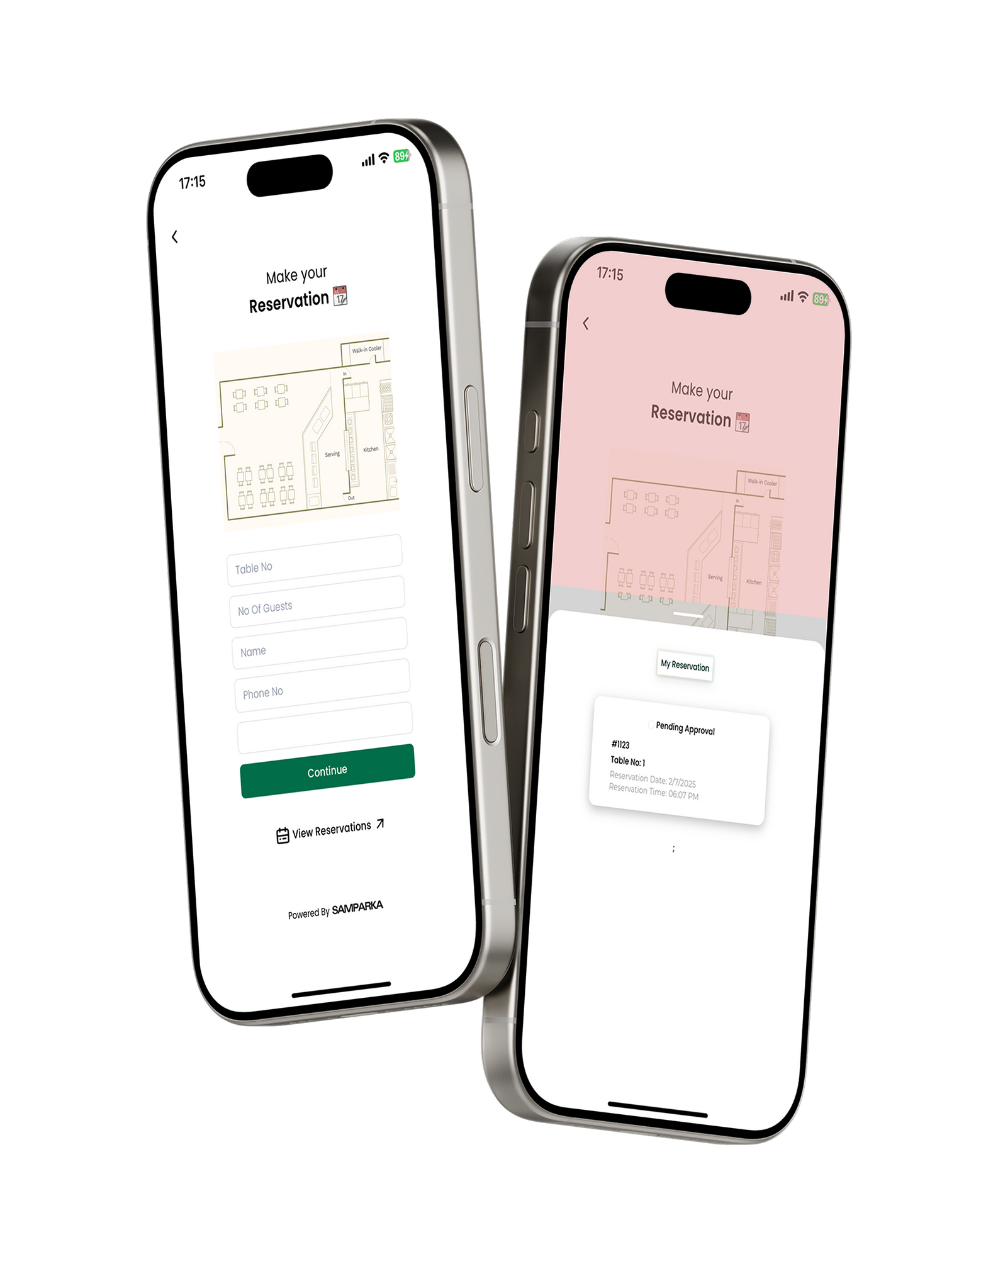 17:15
89
Make your
Reservation
17
Walk-in Cooler
In
Serving
Kitchen
Out
Table No
No Of Guests
Name
Phone No
Continue
View Reservations
Powered By SAMPARKA
17:15
89
Make your
Reservation
17
Walk-in Cooler
In
Serving
Kitchen
My Reservation
Pending Approval
#1123
Table No: 1
Reservation Date: 2/7/2025
Reservation Time: 06:07 PM
;